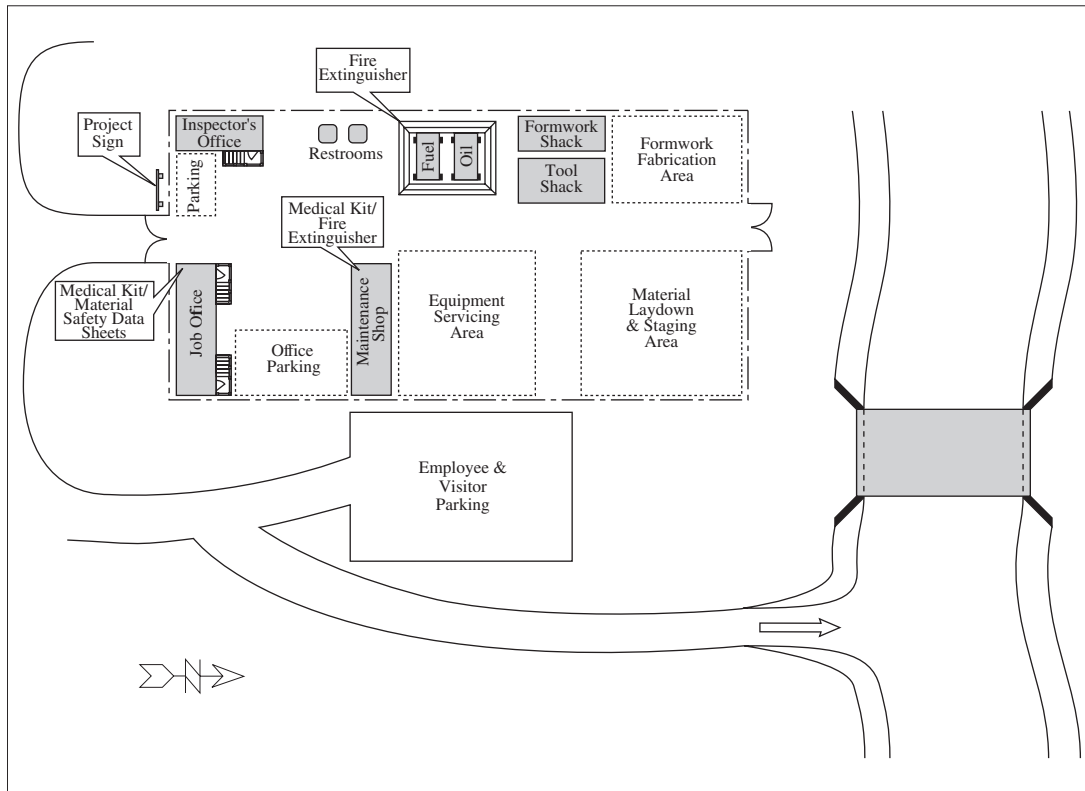 Fire
Extinguisher
Project
Sign
Inspector's
Office
Parking
Restrooms
Fuel
Oil
Formwork
Shack
Tool
Shack
Formwork
Fabrication
Area
Medical Kit/
Fire
Extinguisher
Medical Kit/
Material
Safety Data
Sheets
Job Office
Office
Parking
Maintenance
Shop
Equipment
Servicing
Area
Material
Laydown
& Staging
Area
Employee &
Visitor
Parking
N